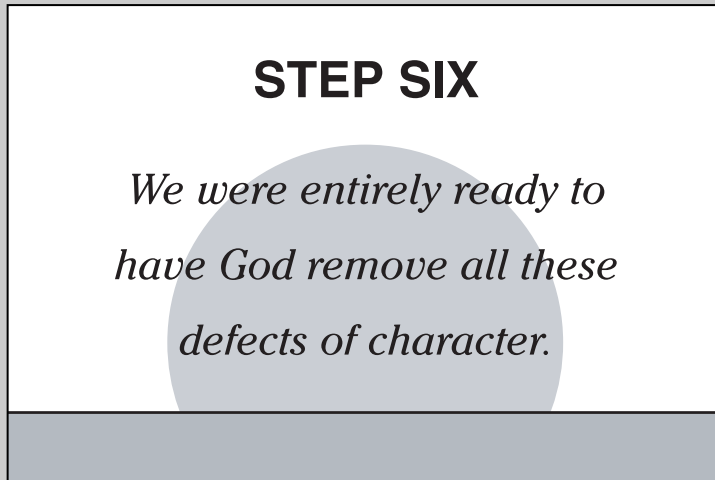 STEP SIX
We were entirely ready to
have God remove all these
defects of character.